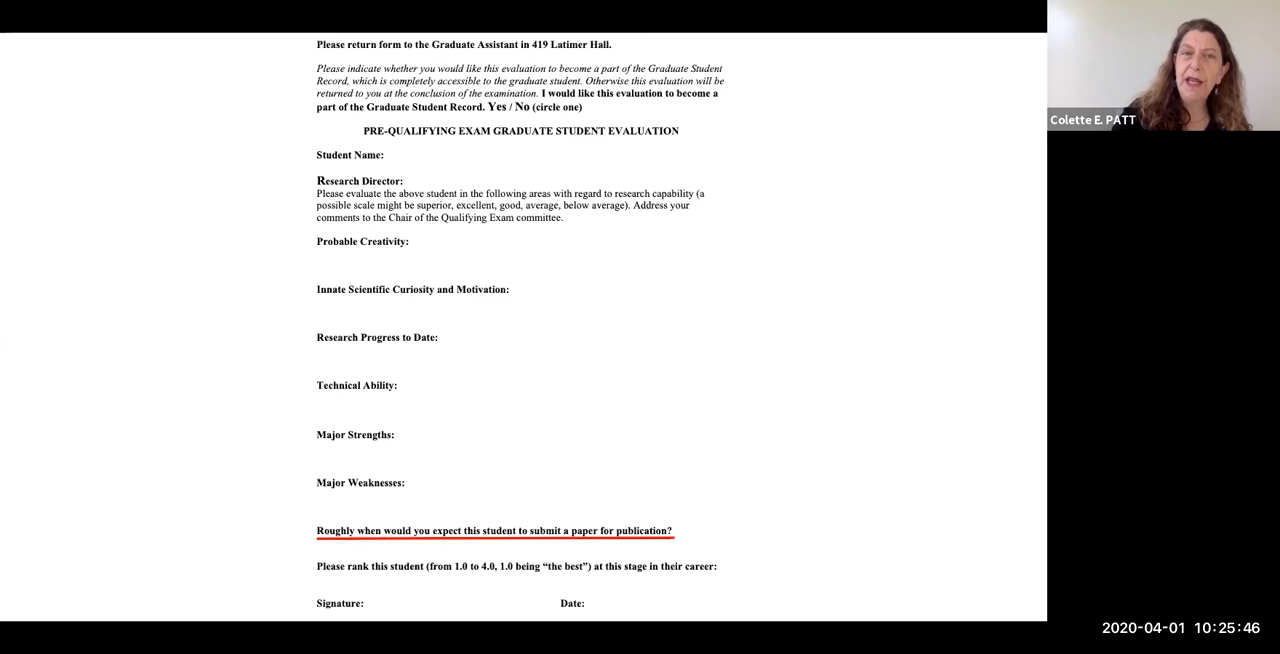 Please return form to the Graduate Assistant in 419 Latimer Hall.
Please indicate whether you would like this evaluation to become a part of the Graduate Student
Record, which is completely accessible to the graduate student. Otherwise this evaluation will be
returned to you at the conclusion of the examination. I would like this evaluation to become a
part of the Graduate Student Record. Yes / No (circle one)
PRE-QUALIFYING EXAM GRADUATE STUDENT EVALUATION
Student Name:
Research Director:
Please evaluate the above student in the following areas with regard to research capability (a
possible scale might be superior, excellent, good, average, below average). Address your
comments to the Chair of the Qualifying Exam committee.
Probable Creativity:
Innate Scientific Curiosity and Motivation:
Research Progress to Date:
Technical Ability:
Major Strengths:
Major Weaknesses:
Roughly when would you expect this student to submit a paper for publication?
Please rank this student (from 1.0 to 4.0, 1.0 being “the best”) at this stage in their career:
Signature: Date:
Colette E. PATT
2020-04-01 10:25:46